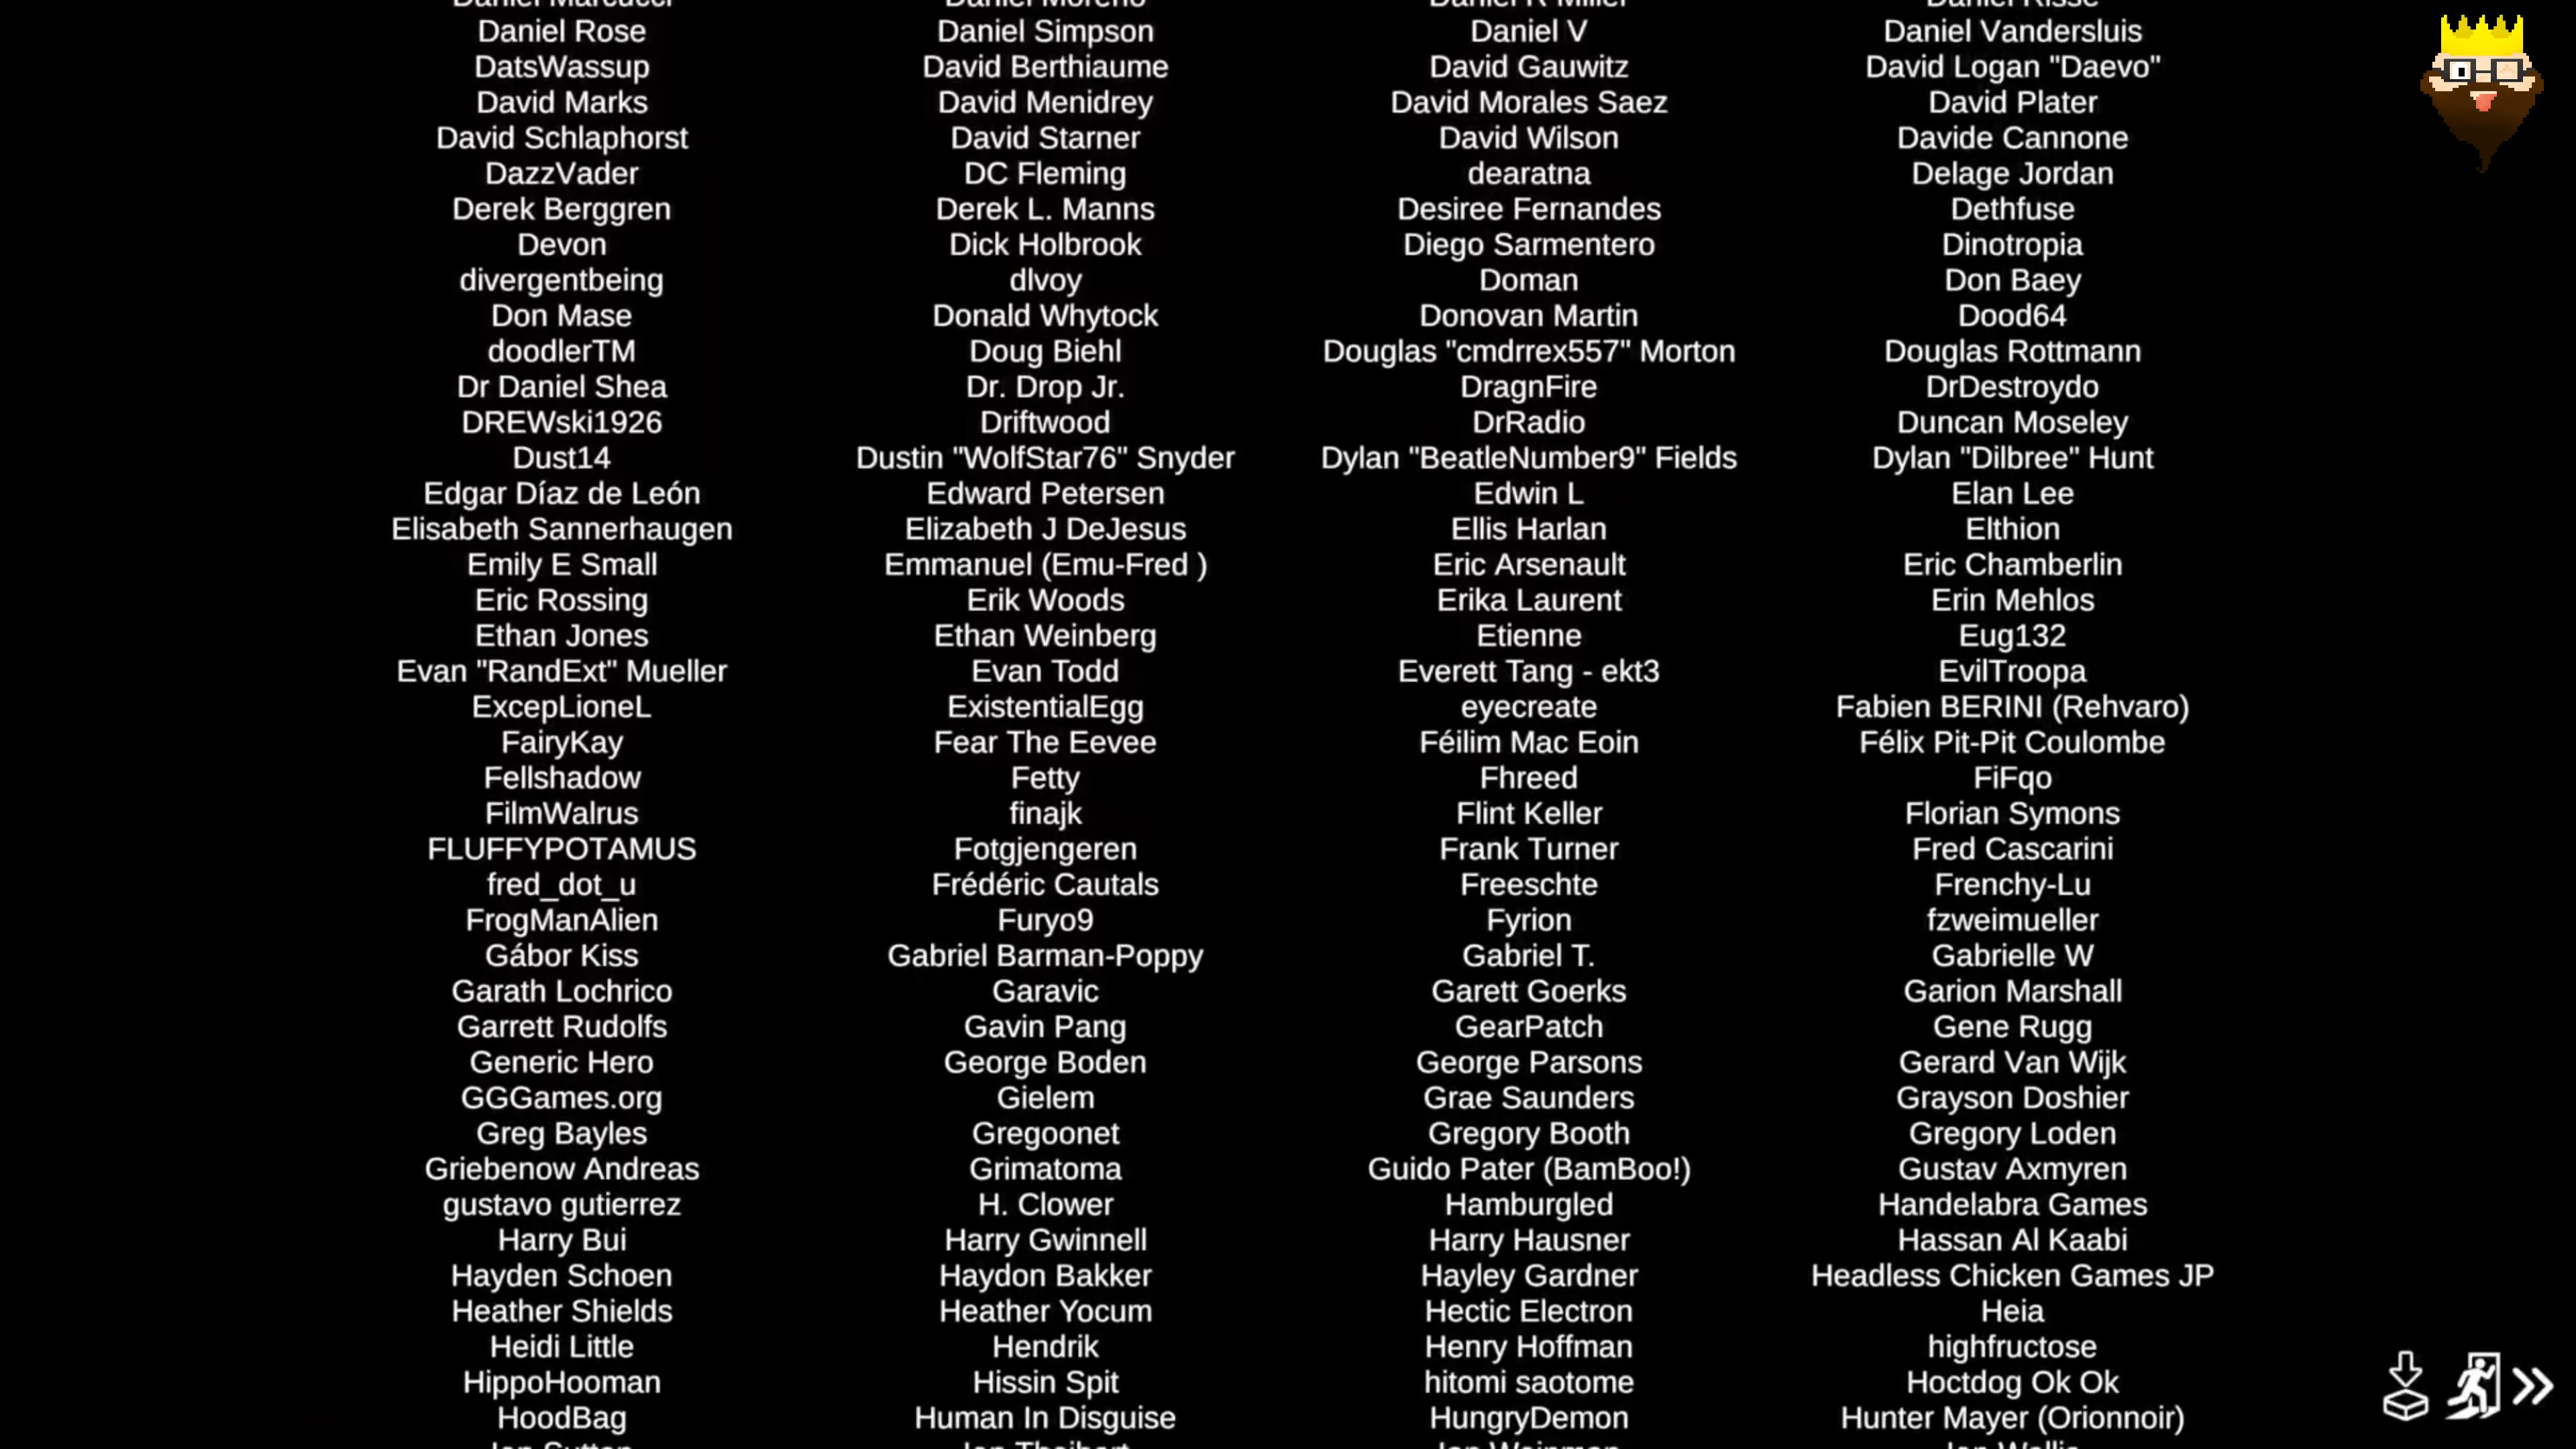 Daniel Marcucci Daniel Moreno Daniel R Miller Daniel Risse
Daniel Rose Daniel Simpson Daniel V Daniel Vandersluis
DatsWassup David Berthiaume David Gauwitz David Logan "Daevo"
David Marks David Menidrey David Morales Saez David Plater
David Schlaphorst David Starner David Wilson Davide Cannone
DazzVader DC Fleming dearatna Delage Jordan
Derek Berggren Derek L. Manns Desiree Fernandes Dethfuse
Devon Dick Holbrook Diego Sarmentero Dinotropia
divergentbeing dlvoy Doman Don Baey
Don Mase Donald Whytock Donovan Martin Dood64
doodlerTM Doug Biehl Douglas "cmdrrex557" Morton Douglas Rottmann
Dr Daniel Shea Dr. Drop Jr. DragnFire DrDestroydo
DREWski1926 Driftwood DrRadio Duncan Moseley
Dust14 Dustin "WolfStar76" Snyder Dylan "BeatleNumber9" Fields Dylan "Dilbree" Hunt
Edgar Díaz de León Edward Petersen Edwin L Elan Lee
Elisabeth Sannerhaugen Elizabeth J DeJesus Ellis Harlan Elthion
Emily E Small Emmanuel (Emu-Fred ) Eric Arsenault Eric Chamberlin
Eric Rossing Erik Woods Erika Laurent Erin Mehlos
Ethan Jones Ethan Weinberg Etienne Eug132
Evan "RandExt" Mueller Evan Todd Everett Tang - ekt3 EvilTroopa
ExcepLioneL ExistentialEgg eyecreate Fabien BERINI (Rehvaro)
FairyKay Fear The Eevee Féilim Mac Eoin Félix Pit-Pit Coulombe
Fellshadow Fetty Fhreed FiFqo
FilmWalrus finajk Flint Keller Florian Symons
FLUFFYPOTAMUS Fotgjengeren Frank Turner Fred Cascarini
fred_dot_u Frédéric Cautals Freeschte Frenchy-Lu
FrogManAlien Furyo9 Fyrion fzweimueller
Gábor Kiss Gabriel Barman-Poppy Gabriel T. Gabrielle W
Garath Lochrico Garavic Garett Goerks Garion Marshall
Garrett Rudolfs Gavin Pang GearPatch Gene Rugg
Generic Hero George Boden George Parsons Gerard Van Wijk
GGGames.org Gielem Grae Saunders Grayson Doshier
Greg Bayles Gregoonet Gregory Booth Gregory Loden
Griebenow Andreas Grimatoma Guido Pater (BamBoo!) Gustav Axmyren
gustavo gutierrez H. Clower Hamburgled Handelabra Games
Harry Bui Harry Gwinnell Harry Hausner Hassan Al Kaabi
Hayden Schoen Haydon Bakker Hayley Gardner Headless Chicken Games JP
Heather Shields Heather Yocum Hectic Electron Heia
Heidi Little Hendrik Henry Hoffman highfructose
HippoHooman Hissin Spit hitomi saotome Hoctdog Ok Ok
HoodBag Human In Disguise HungryDemon Hunter Mayer (Orionnoir)